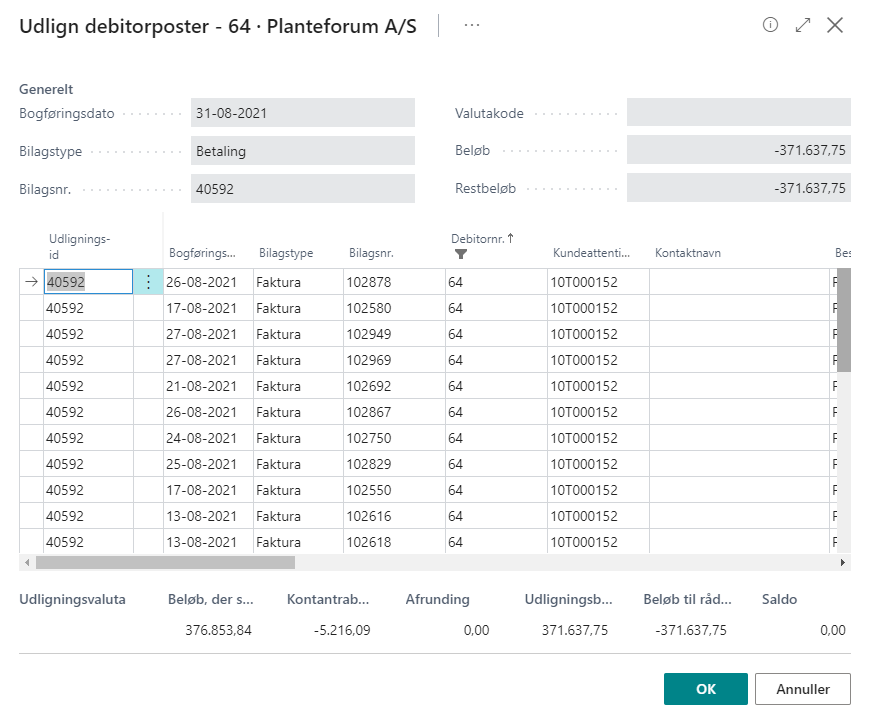 Udlign debitorposter - 64 · Planteforum A/S
Generelt
Bogføringsdato 31-08-2021
Valutakode
Bilagstype Betaling
Beløb -371.637,75
Bilagsnr. 40592
Restbeløb -371.637,75
Udlignings-
id
Bogførings... Bilagstype Bilagsnr. Debitornr. Kundeattenti... Kontaktnavn Bes
40592 26-08-2021 Faktura 102878 64 10T000152
40592 17-08-2021 Faktura 102580 64 10T000152
40592 27-08-2021 Faktura 102949 64 10T000152
40592 27-08-2021 Faktura 102969 64 10T000152
40592 21-08-2021 Faktura 102692 64 10T000152
40592 26-08-2021 Faktura 102867 64 10T000152
40592 24-08-2021 Faktura 102750 64 10T000152
40592 25-08-2021 Faktura 102829 64 10T000152
40592 17-08-2021 Faktura 102550 64 10T000152
40592 13-08-2021 Faktura 102616 64 10T000152
40592 13-08-2021 Faktura 102618 64 10T000152
Udligningsvaluta Beløb, der s... Kontantrab... Afrunding Udligningsb... Beløb til råd... Saldo
376.853,84 -5.216,09 0,00 371.637,75 -371.637,75 0,00
OK Annuller